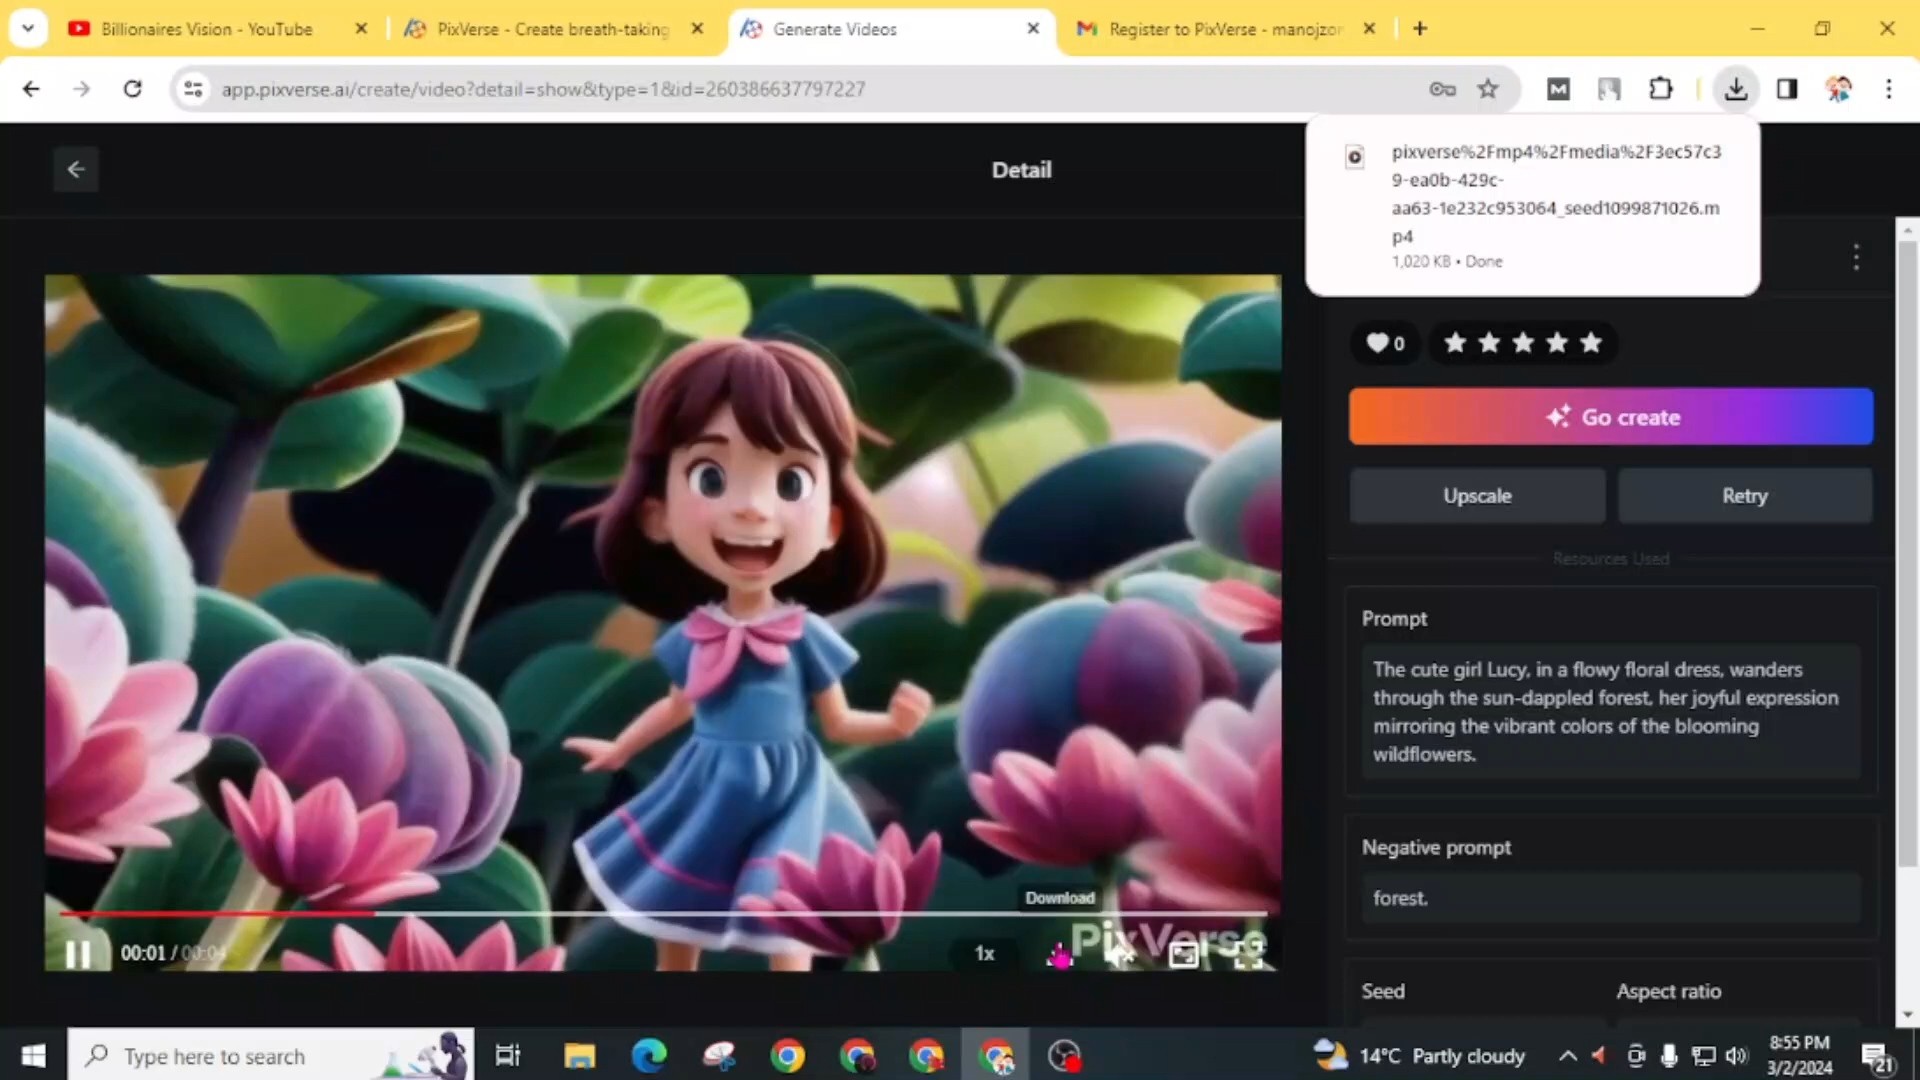 Billionaires Vision - YouTube
PixVerse - Create breath-taking
Generate Videos
Register to PixVerse - manojzor
app.pixverse.ai/create/video?detail=show&type=1&id=260386637797227
M
Detail
pixverse%2Fmp4%2Fmedia%2F3ec57c3
9-ea0b-429c-
aa63-1e232c953064_seed1099871026.m
p4
1,020 KB • Done
0
Go create
Upscale
Retry
Resources Used
Prompt
The cute girl Lucy, in a flowy floral dress, wanders
through the sun-dappled forest, her joyful expression
mirroring the vibrant colors of the blooming
wildflowers.
Negative prompt
forest.
Seed
Aspect ratio
Download
PixVerse
00:01 / 00:04
1x
Type here to search
14°C Partly cloudy
8:55 PM
3/2/2024
21